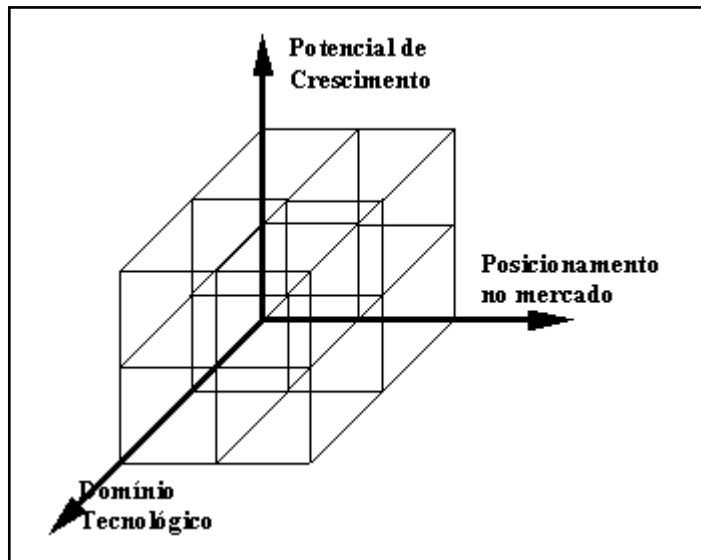 Potencial de
Crescimento
Posicionamento
no mercado
Domínio
Tecnológico